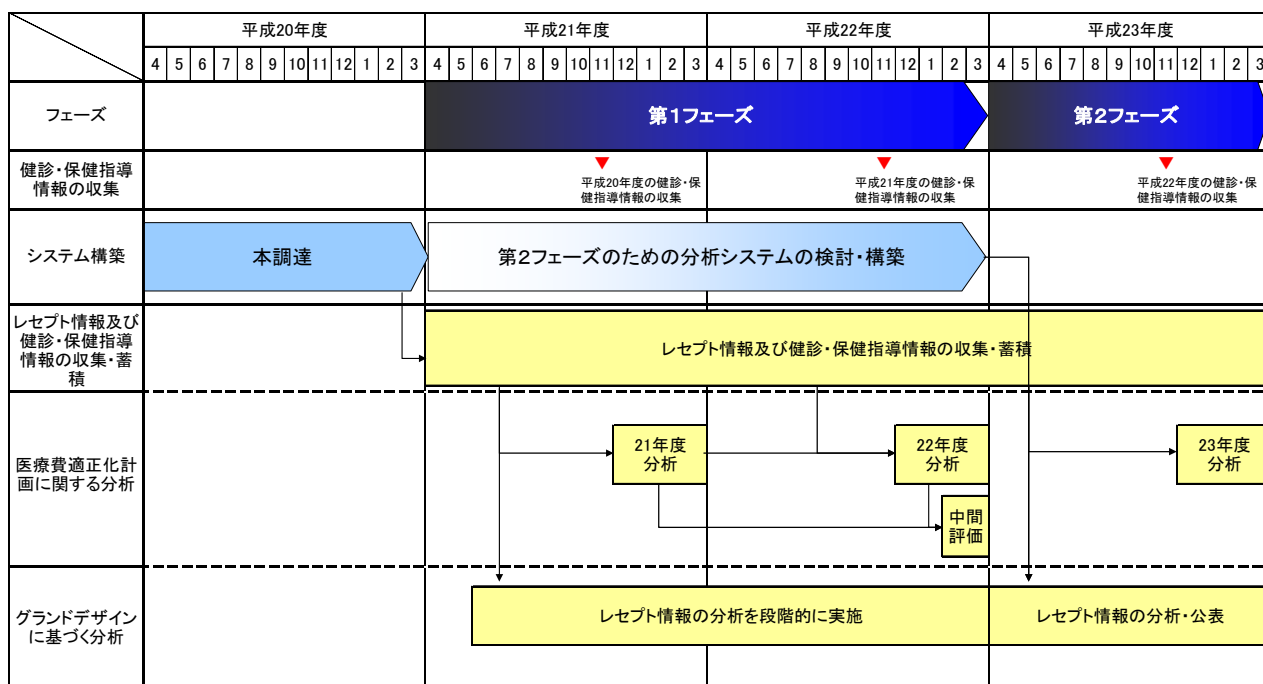 平成20年度 平成21年度 平成22年度 平成23年度
4 5 6 7 8 9 10 11 12 1 2 3 4 5 6 7 8 9 10 11 12 1 2 3 4 5 6 7 8 9 10 11 12 1 2 3 4 5 6 7 8 9 10 11 12 1 2 3
フェーズ
第1フェーズ
第2フェーズ
健診・保健指導
情報の収集
平成20年度の健診・保
健指導情報の収集
平成21年度の健診・保
健指導情報の収集
平成22年度の健診・保
健指導情報の収集
システム構築
本調達
第2フェーズのための分析システムの検討・構築
レセプト情報及び
健診・保健指導
情報の収集・蓄
積
レセプト情報及び健診・保健指導情報の収集・蓄積
医療費適正化計
画に関する分析
21年度
分析
22年度
分析
23年度
分析
中間
評価
グランドデザイン
に基づく分析
レセプト情報の分析を段階的に実施
レセプト情報の分析・公表